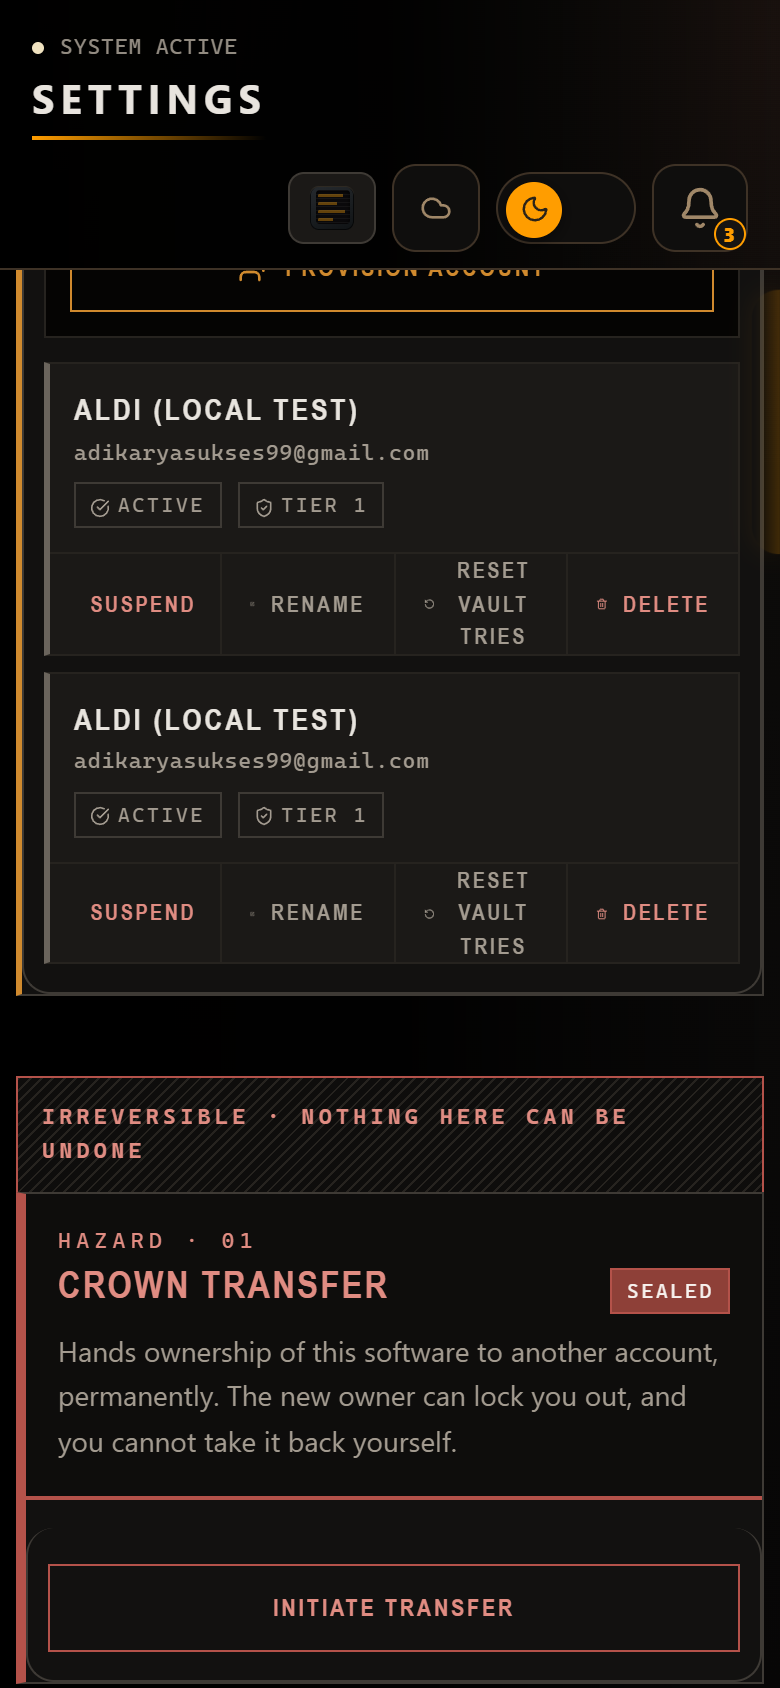 SYSTEM ACTIVE
SETTINGS
3
PROVISION ACCOUNT
ALDI (LOCAL TEST)
adikaryasukses99@gmail.com
ACTIVE
TIER 1
SUSPEND
RENAME
RESET
VAULT
TRIES
DELETE
ALDI (LOCAL TEST)
adikaryasukses99@gmail.com
ACTIVE
TIER 1
SUSPEND
RENAME
RESET
VAULT
TRIES
DELETE
IRREVERSIBLE · NOTHING HERE CAN BE
UNDONE
HAZARD · 01
CROWN TRANSFER
SEALED
Hands ownership of this software to another account,
permanently. The new owner can lock you out, and
you cannot take it back yourself.
INITIATE TRANSFER